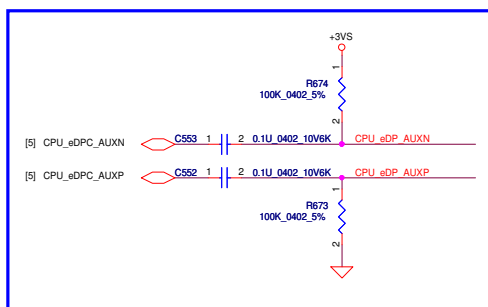 +3VS
1
R674
100K_0402_5%
2
[5] CPU_eDPC_AUXN C553 1 2 0.1U_0402_10V6K CPU_eDP_AUXN
[5] CPU_eDPC_AUXP C552 1 2 0.1U_0402_10V6K CPU_eDP_AUXP
1
R673
100K_0402_5%
2